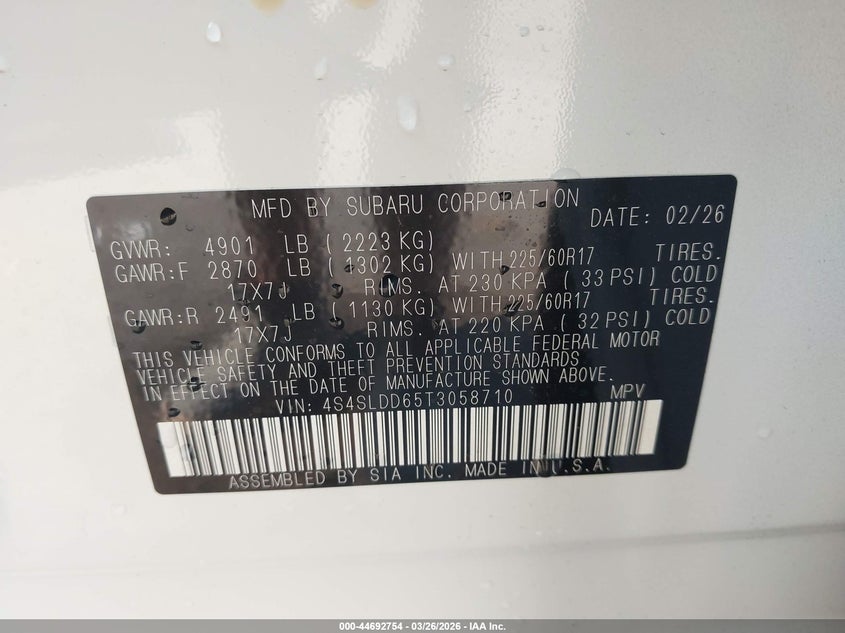 MFD BY SUBARU CORPORATION DATE: 02/26
GVWR: 4901 LB ( 2223 KG)
GAWR:F 2870 LB ( 1302 KG) WITH 225/60R17 TIRES.
17X7J RIMS. AT 230 KPA ( 33 PSI) COLD
GAWR:R 2491 LB ( 1130 KG) WITH 225/60R17 TIRES.
17X7J RIMS. AT 220 KPA ( 32 PSI) COLD
THIS VEHICLE CONFORMS TO ALL APPLICABLE FEDERAL MOTOR
VEHICLE SAFETY AND THEFT PREVENTION STANDARDS
IN EFFECT ON THE DATE OF MANUFACTURE SHOWN ABOVE.
VIN: 4S4SLDD65T3058710 MPV
ASSEMBLED BY SIA INC. MADE IN U.S.A.
000-44692754 - 03/26/2026 - IAA Inc.